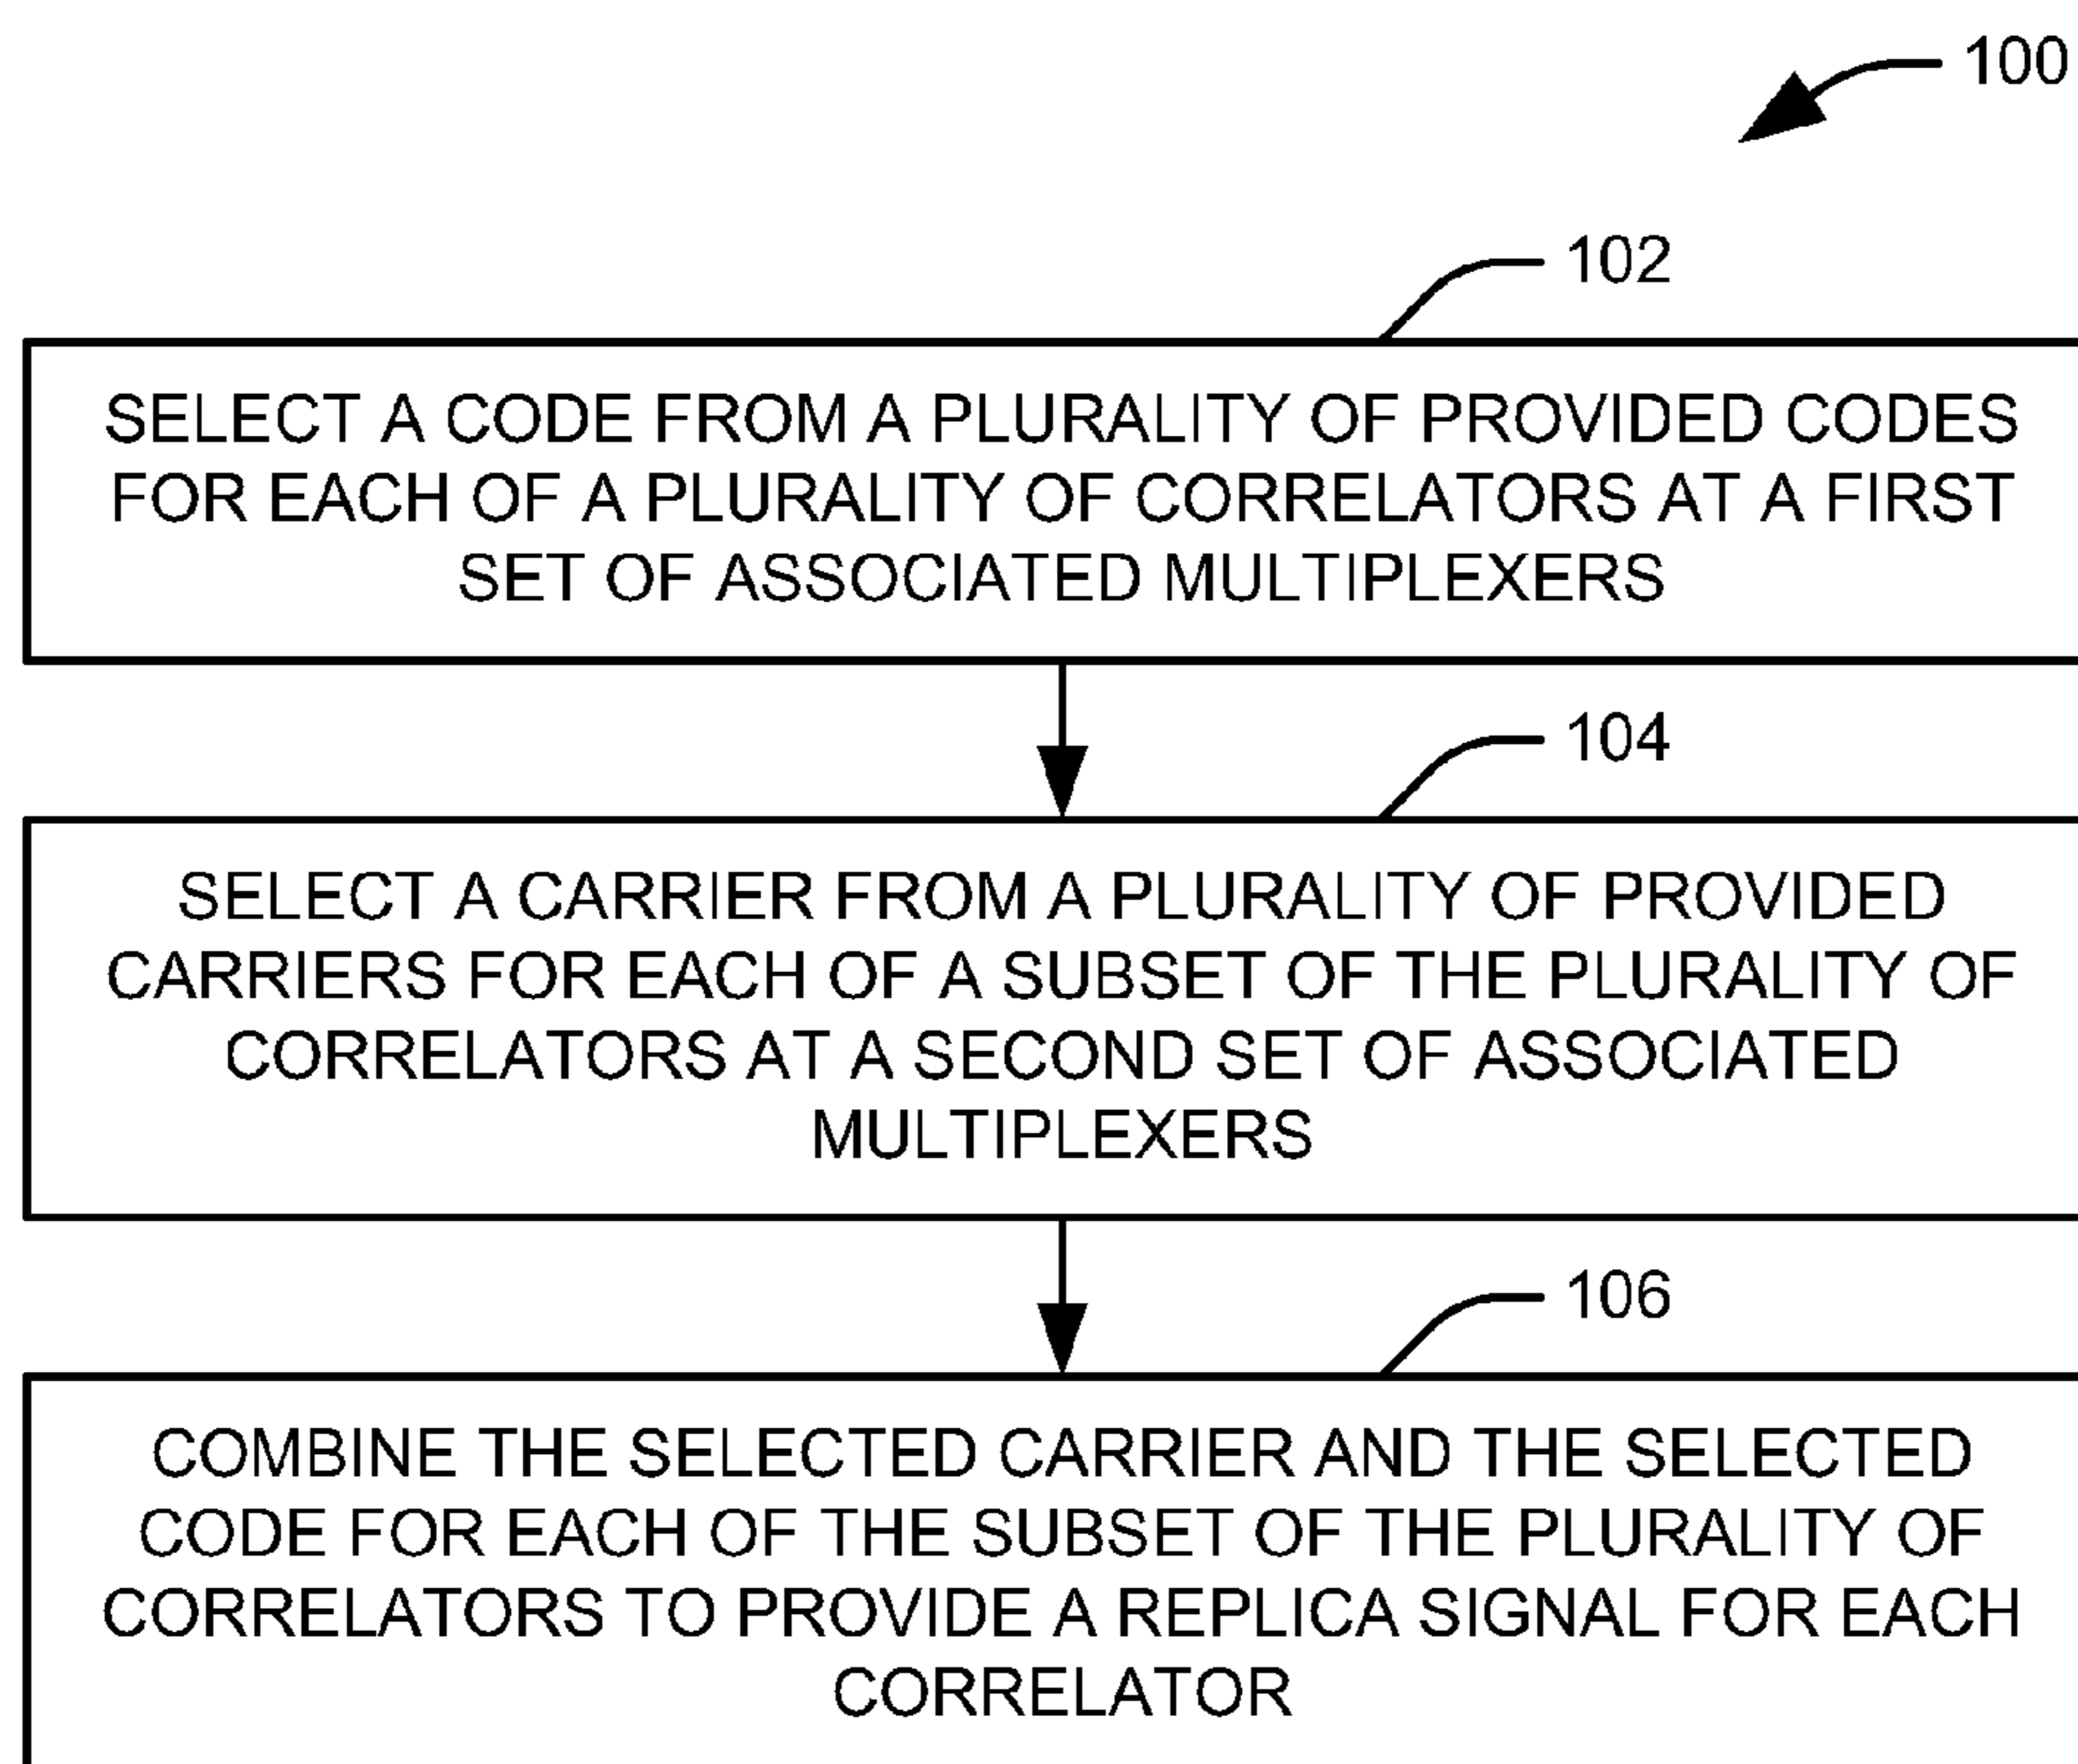 100
102
SELECT A CODE FROM A PLURALITY OF PROVIDED CODES
FOR EACH OF A PLURALITY OF CORRELATORS AT A FIRST
SET OF ASSOCIATED MULTIPLEXERS
104
SELECT A CARRIER FROM A PLURALITY OF PROVIDED
CARRIERS FOR EACH OF A SUBSET OF THE PLURALITY OF
CORRELATORS AT A SECOND SET OF ASSOCIATED
MULTIPLEXERS
106
COMBINE THE SELECTED CARRIER AND THE SELECTED
CODE FOR EACH OF THE SUBSET OF THE PLURALITY OF
CORRELATORS TO PROVIDE A REPLICA SIGNAL FOR EACH
CORRELATOR